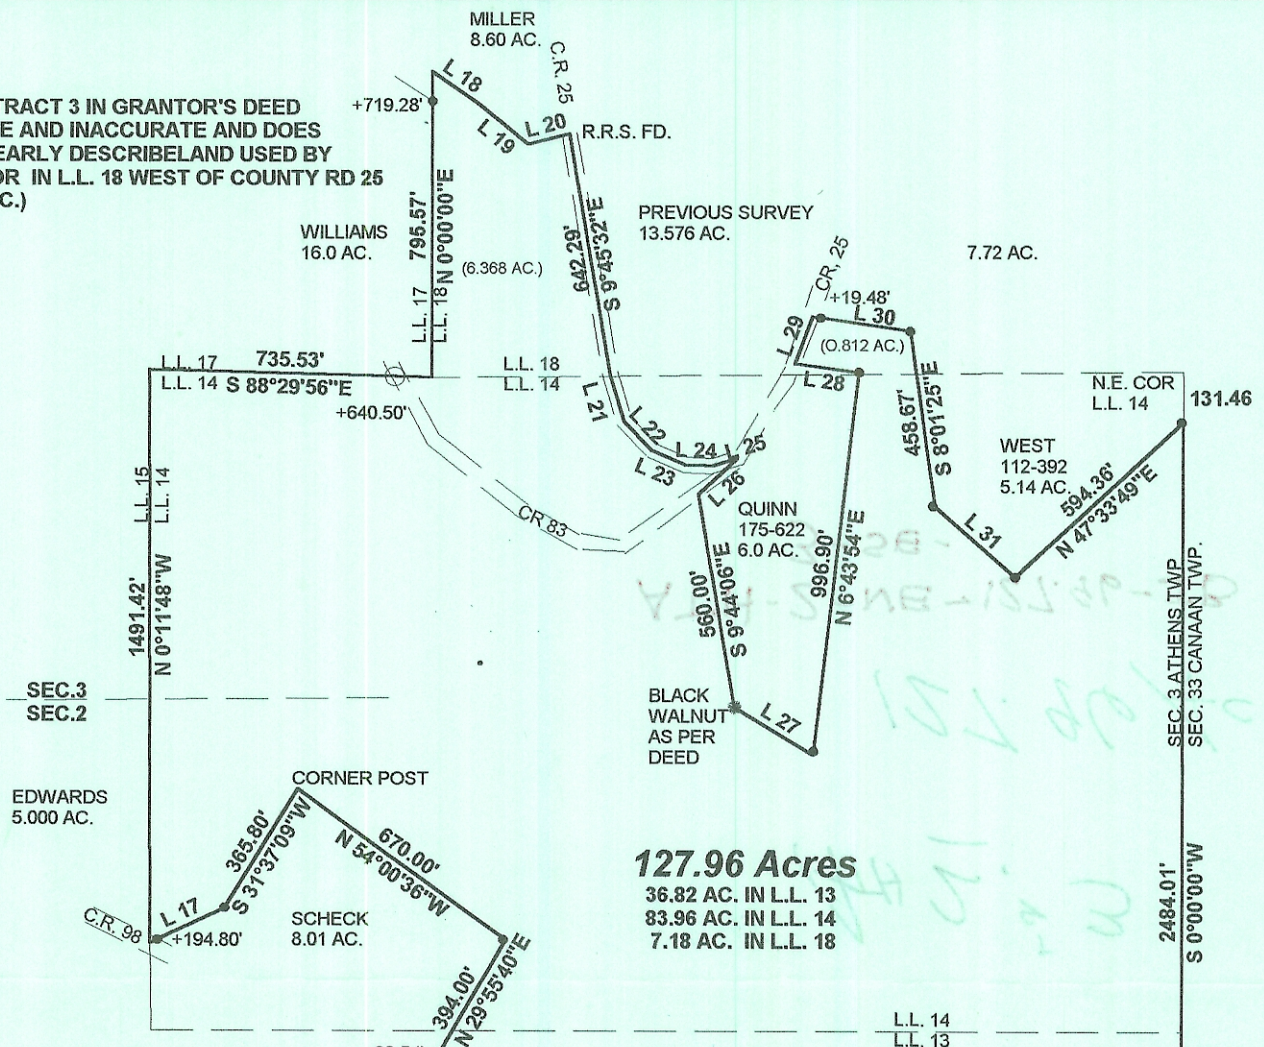 MILLER
8.60 AC.
C.R. 25
L 18
TRACT 3 IN GRANTOR'S DEED
E AND INACCURATE AND DOES
EARLY DESCRIBELAND USED BY
OR IN L.L. 18 WEST OF COUNTY RD 25
C.)
+719.28'
L 19
L 20
R.R.S. FD.
795.57'
N 0°00'00"E
WILLIAMS
16.0 AC.
(6.368 AC.)
642.29'
S 9°45'32"E
PREVIOUS SURVEY
13.576 AC.
CR, 25
7.72 AC.
L.L. 17
L.L. 18
+19.48'
L 29
L 30
(O.812 AC.)
L 28
L.L. 17
735.53'
L.L. 14
S 88°29'56"E
L.L. 18
L.L. 14
+640.50'
L 21
L 22
L 24
L 25
L 23
L 26
458.67'
S 8°01'25"E
N.E. COR
L.L. 14
131.46
WEST
112-392
5.14 AC.
594.36'
N 47°33'49"E
L 31
L.L. 15
L.L. 14
CR 83
QUINN
175-622
6.0 AC.
996.90'
N 6°43'54"E
560.00'
S 9°44'06"E
1491.42'
N 0°11'48"W
SEC. 3 ATHENS TWP
SEC. 33 CANAAN TWP.
SEC.3
SEC.2
BLACK
WALNUT
AS PER
DEED
L 27
CORNER POST
EDWARDS
5.000 AC.
365.80'
S 31°37'09"W
670.00'
N 54°00'36"W
127.96 Acres
36.82 AC. IN L.L. 13
83.96 AC. IN L.L. 14
7.18 AC. IN L.L. 18
2484.01'
S 0°00'00"W
C.R. 98
L 17
+194.80'
SCHECK
8.01 AC.
394.00'
N 29°55'40"E
L.L. 14
L.L. 13